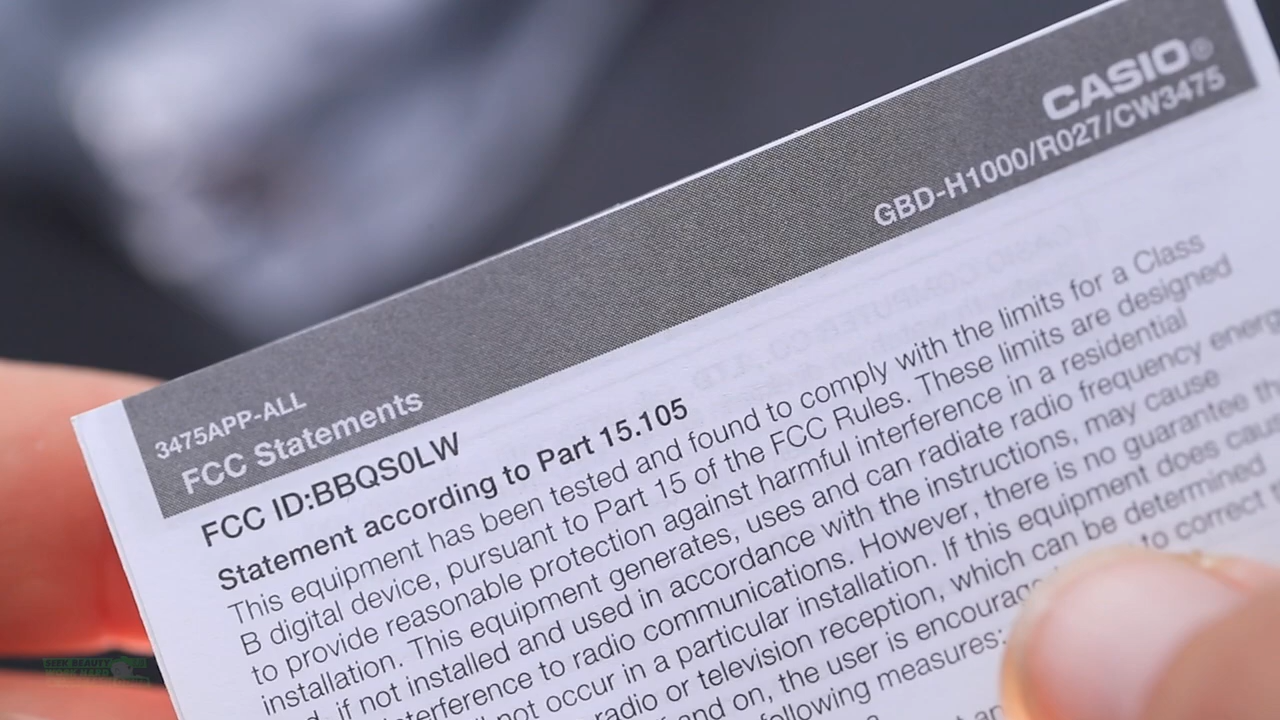 CASIO®
GBD-H1000/R027/CW3475
3475APP-ALL
FCC Statements
FCC ID:BBQS0LW
Statement according to Part 15.105
This equipment has been tested and found to comply with the limits for a Class
B digital device, pursuant to Part 15 of the FCC Rules. These limits are designed
to provide reasonable protection against harmful interference in a residential
installation. This equipment generates, uses and can radiate radio frequency
if not installed and used in accordance with the instructions, may cause
to radio communications. However, there is no guarantee
not occur in a particular installation. If this equipment does
radio or television reception, which can be determined
and on, the user is to correct
following measures:
SEEK BEAUTY
WORK HARD